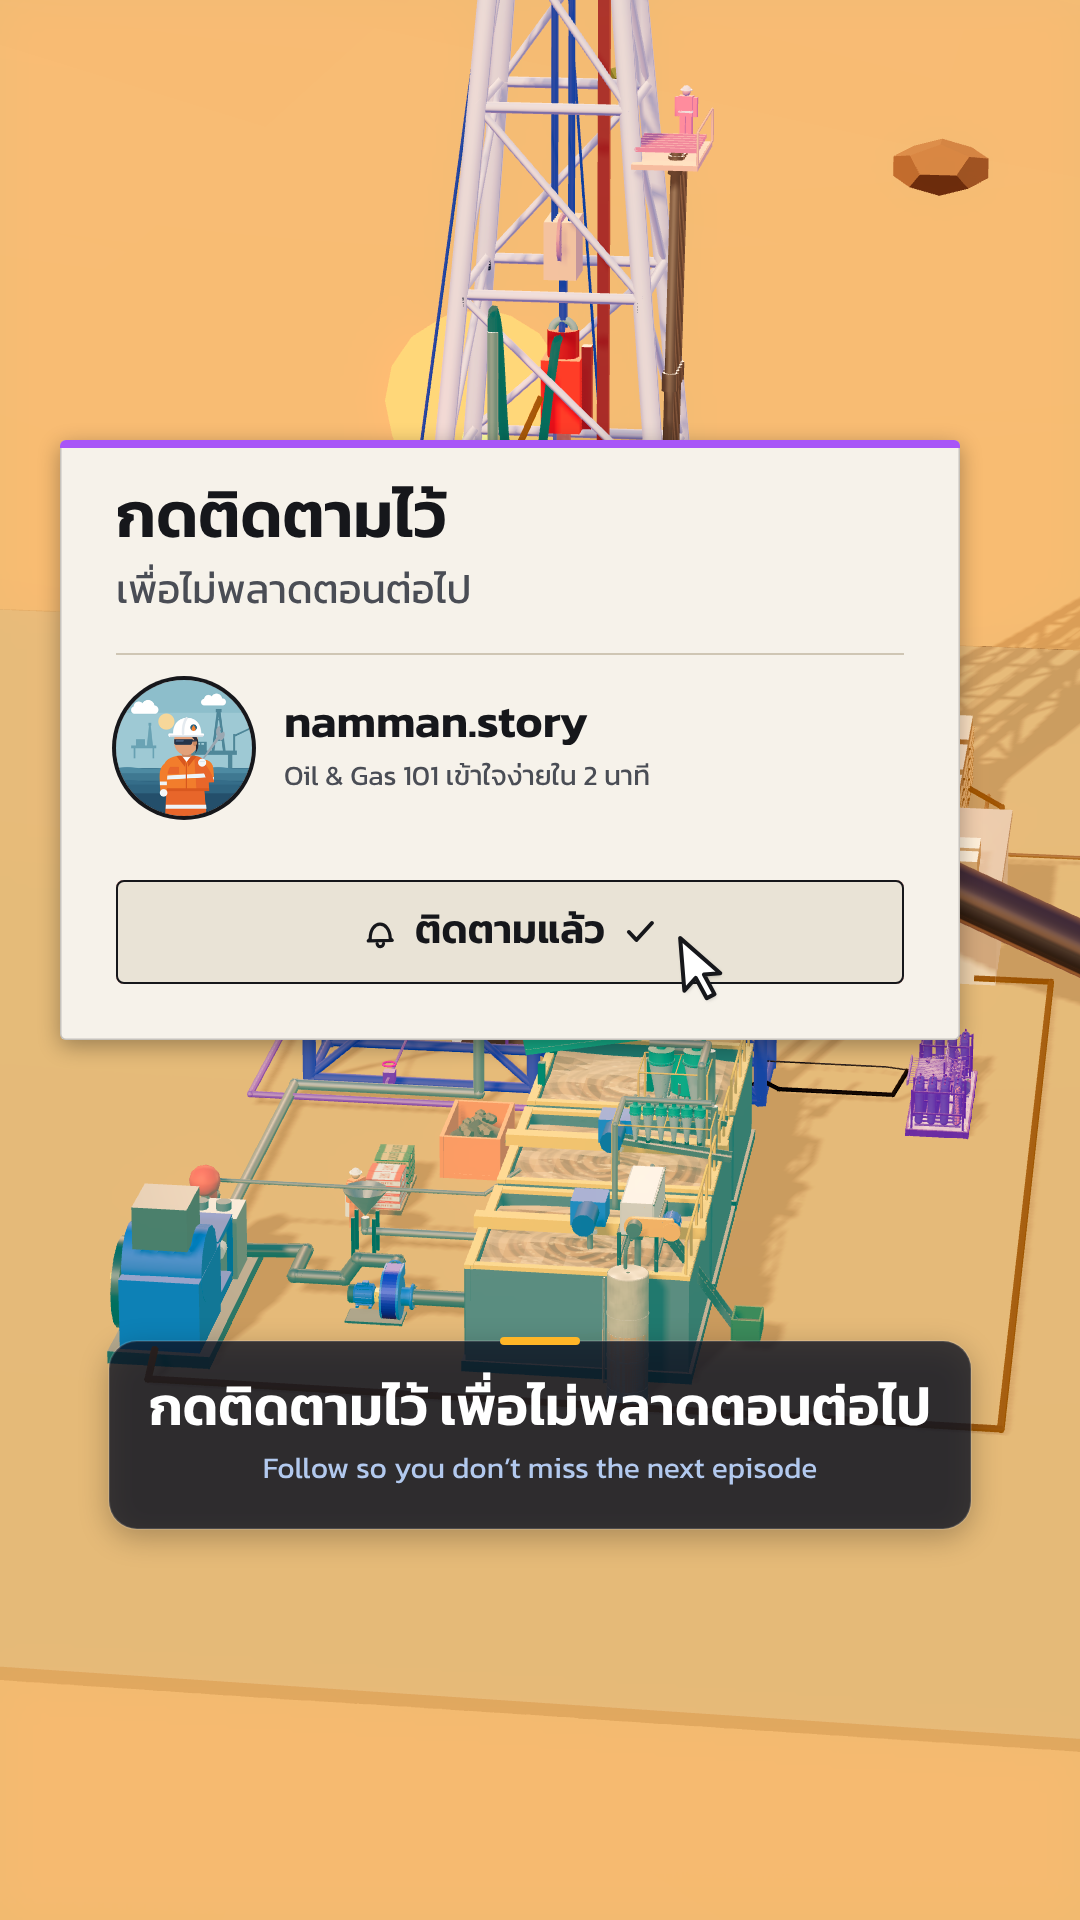 กดติดตามไว้
เพื่อไม่พลาดตอนต่อไป
namman.story
Oil & Gas 101 เข้าใจง่ายใน 2 นาที
ติดตามแล้ว
กดติดตามไว้ เพื่อไม่พลาดตอนต่อไป
Follow so you don't miss the next episode